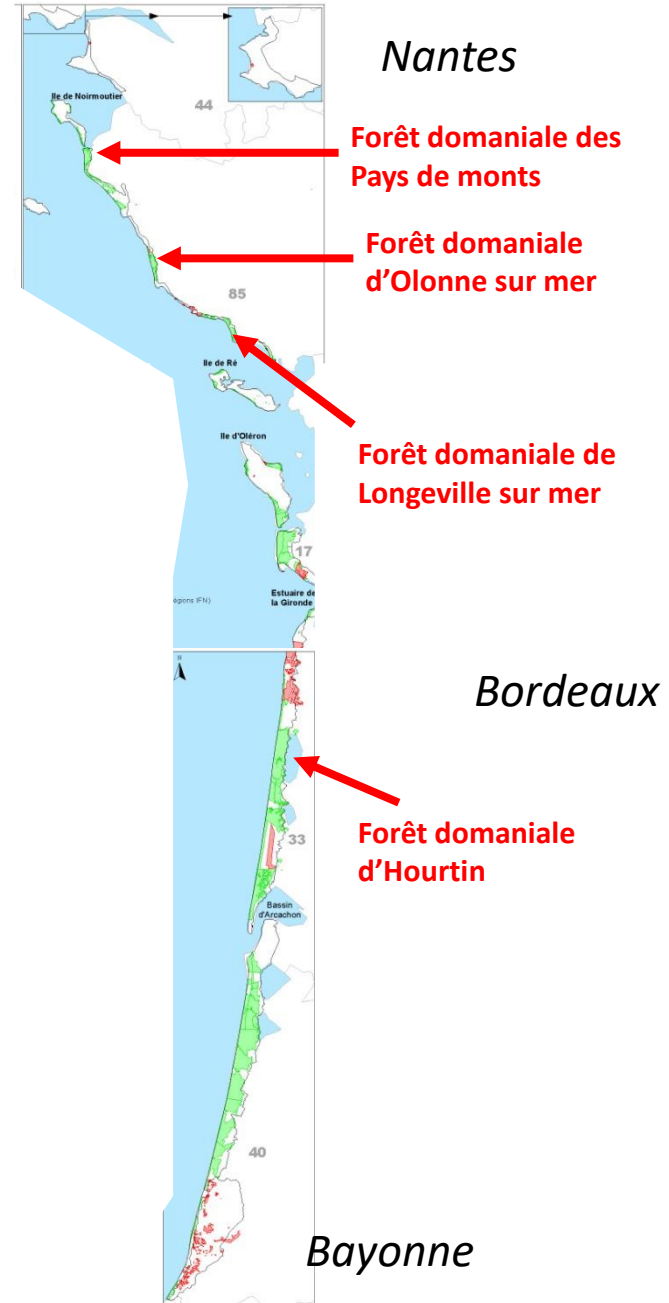 Nantes
Ile de Noirmoutier
44
Forêt domaniale des
Pays de monts
Forêt domaniale
d’Olonne sur mer
85
Ile de Ré
Ile d'Oléron
Forêt domaniale de
Longeville sur mer
17
Estuaire de
la Gironde
égions IFN)
N
Bordeaux
Forêt domaniale
d’Hourtin
33
Bassin
d'Arcachon
40
Bayonne